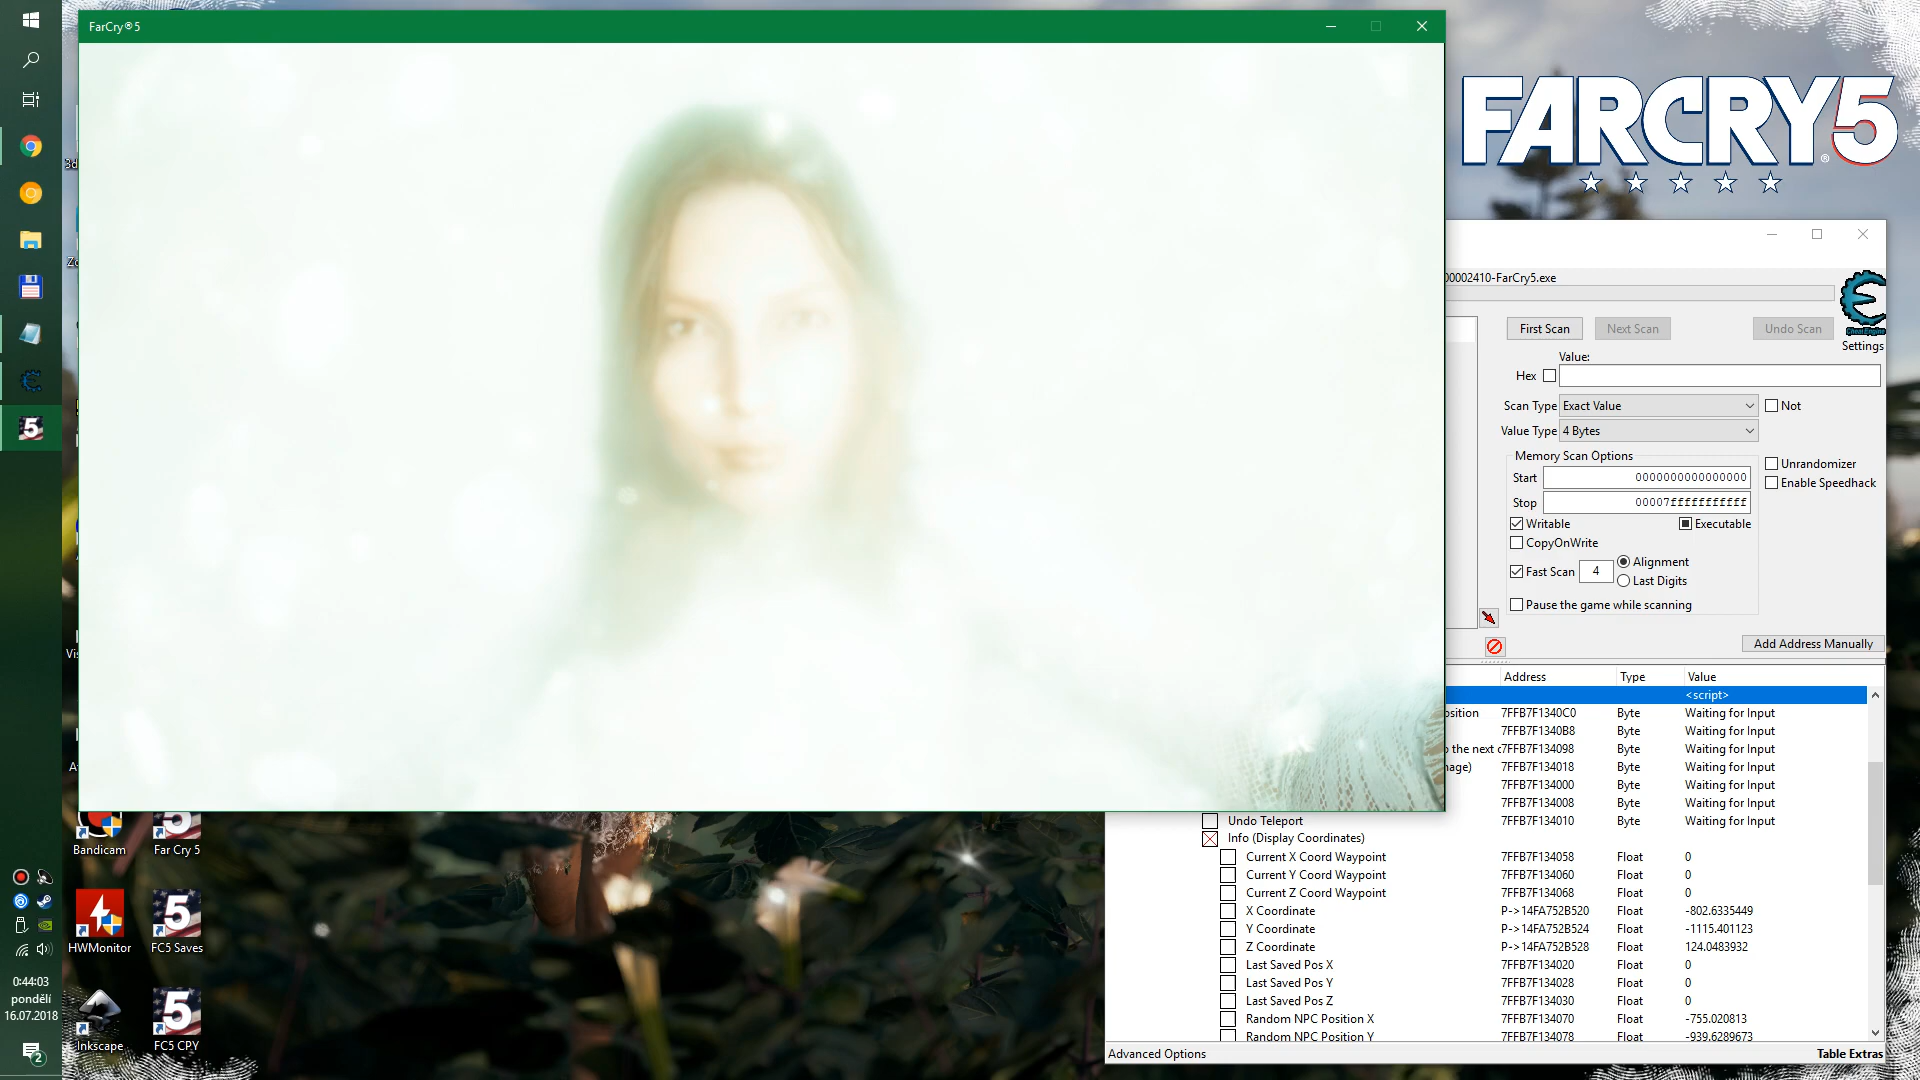 FarCry®5
FARCRY5
®
00002410-FarCry5.exe
First Scan
Next Scan
Undo Scan
Settings
Value:
Hex
Scan Type
Exact Value
Not
Value Type
4 Bytes
Memory Scan Options
Unrandomizer
Start
0000000000000000
Enable Speedhack
Stop
00007fffffffffff
Writable
Executable
CopyOnWrite
Alignment
Fast Scan
4
Last Digits
Pause the game while scanning
Add Address Manually
Address
Type
Value
<script>
osition
7FFB7F1340C0
Byte
Waiting for Input
7FFB7F1340B8
Byte
Waiting for Input
o the next c
7FFB7F134098
Byte
Waiting for Input
nage)
7FFB7F134018
Byte
Waiting for Input
7FFB7F134000
Byte
Waiting for Input
7FFB7F134008
Byte
Waiting for Input
Undo Teleport
7FFB7F134010
Byte
Waiting for Input
Info (Display Coordinates)
Current X Coord Waypoint
7FFB7F134058
Float
0
Current Y Coord Waypoint
7FFB7F134060
Float
0
Current Z Coord Waypoint
7FFB7F134068
Float
0
X Coordinate
P->14FA752B520
Float
-802.6335449
Y Coordinate
P->14FA752B524
Float
-1115.401123
Z Coordinate
P->14FA752B528
Float
124.0483932
Last Saved Pos X
7FFB7F134020
Float
0
Last Saved Pos Y
7FFB7F134028
Float
0
Last Saved Pos Z
7FFB7F134030
Float
0
Random NPC Position X
7FFB7F134070
Float
-755.020813
Random NPC Position Y
7FFB7F134078
Float
-939.6289673
Advanced Options
Table Extras
3d
Vis
Bandicam
Far Cry 5
HWMonitor
FC5 Saves
Inkscape
FC5 CPY
0:44:03
pondělí
16.07.2018
2